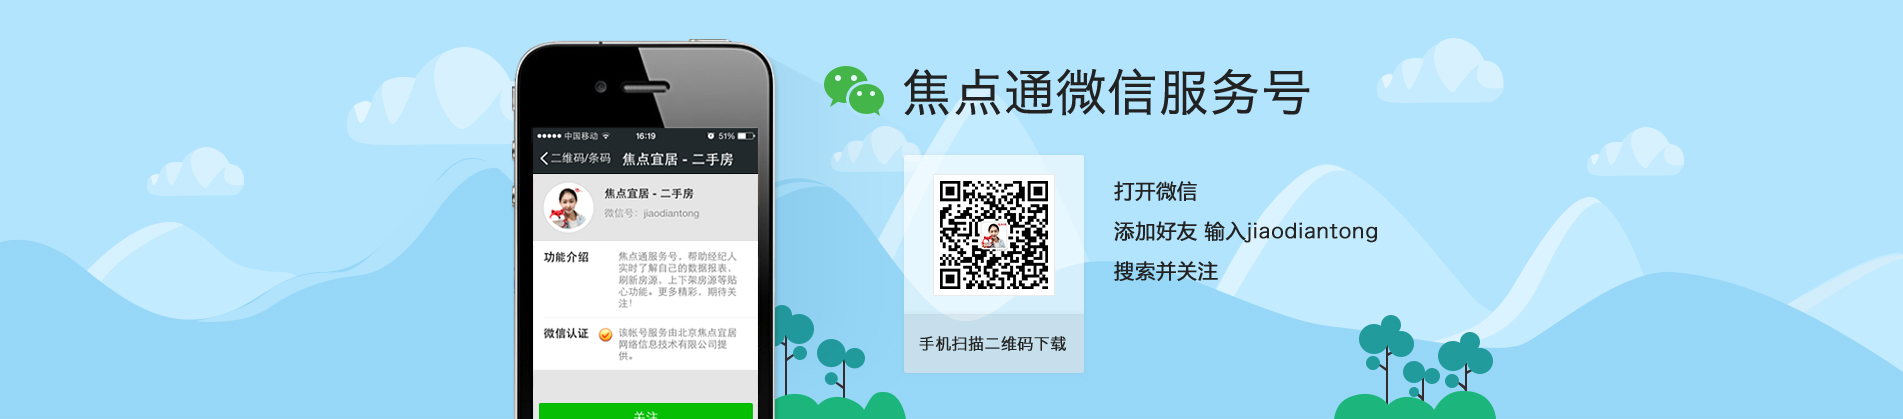 焦点通微信服务号
中国移动 16:19 51%
二维码/条码 焦点宜居 - 二手房
焦点宜居 - 二手房
微信号：jiaodiantong
功能介绍
焦点通服务号，帮助经纪人
实时了解自己的数据报表，
刷新房源，上下架房源等贴
心功能。更多精彩，期待关
注！
微信认证
该帐号服务由北京焦点宜居
网络信息技术有限公司提
供。
关注
手机扫描二维码下载
打开微信
添加好友 输入jiaodiantong
搜索并关注